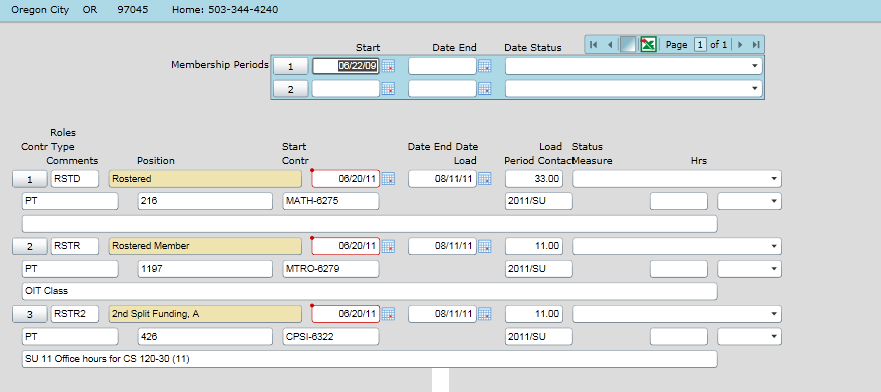 Oregon City OR 97045 Home: 503-344-4240
Page 1 of 1
Start Date End Date Status
Membership Periods 1 06/22/09
2
Roles
Contr Type Start Date End Date Load Status
Comments Position Contr Load Period Contact Measure Hrs
1 RSTD Rostered 06/20/11 08/11/11 33.00
PT 216 MATH-6275 2011/SU
2 RSTR Rostered Member 06/20/11 08/11/11 11.00
PT 1197 MTRO-6279 2011/SU
OIT Class
3 RSTR2 2nd Split Funding, A 06/20/11 08/11/11 11.00
PT 426 CPSI-6322 2011/SU
SU 11 Office hours for CS 120-30 (11)